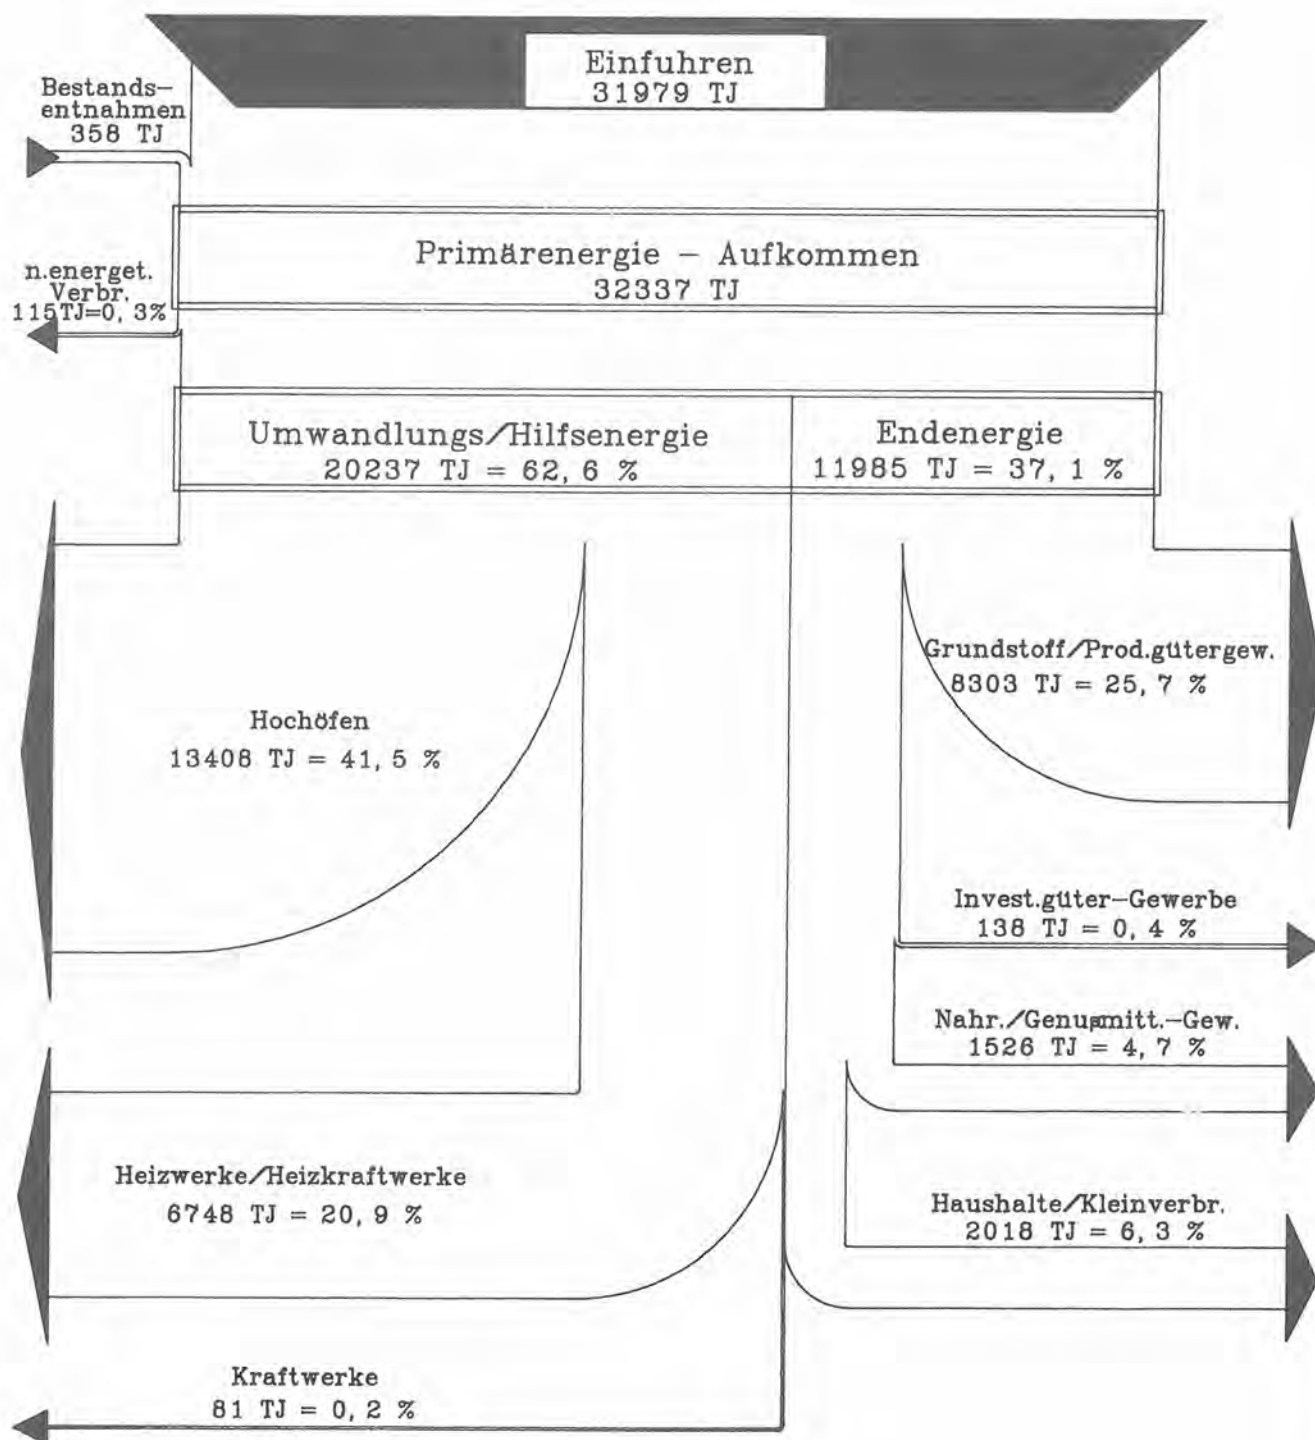 Einfuhren
31979 TJ
Bestands-
entnahmen
358 TJ
Primärenergie - Aufkommen
32337 TJ
n.energet.
Verbr.
115TJ=0, 3%
Umwandlungs/Hilfsenergie
20237 TJ = 62, 6 %
Endenergie
11985 TJ = 37, 1 %
Grundstoff/Prod.gütergew.
8303 TJ = 25, 7 %
Hochöfen
13408 TJ = 41, 5 %
Invest.güter-Gewerbe
138 TJ = 0, 4 %
Nahr./Genußmitt.-Gew.
1526 TJ = 4, 7 %
Heizwerke/Heizkraftwerke
6748 TJ = 20, 9 %
Haushalte/Kleinverbr.
2018 TJ = 6, 3 %
Kraftwerke
81 TJ = 0, 2 %